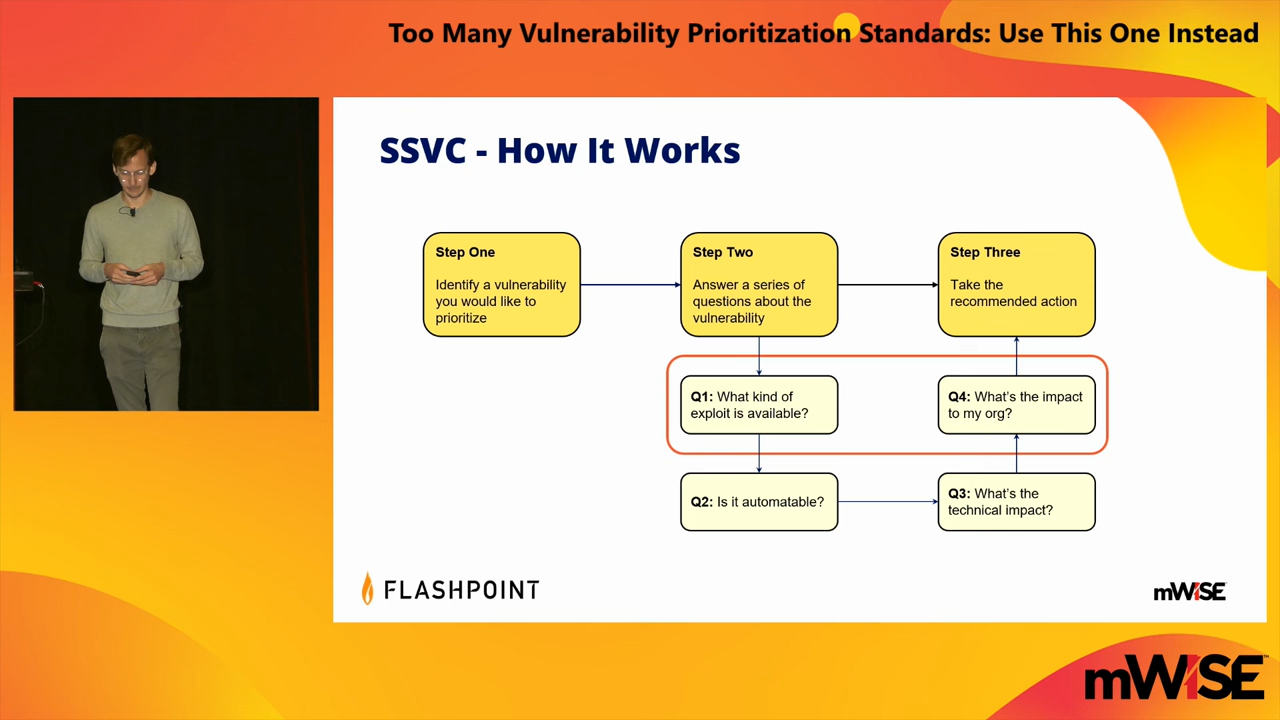 Too Many Vulnerability Prioritization Standards: Use This One Instead
SSVC - How It Works
Step One
Identify a vulnerability
you would like to
prioritize
Step Two
Answer a series of
questions about the
vulnerability
Step Three
Take the
recommended action
Q1: What kind of
exploit is available?
Q4: What's the impact
to my org?
Q2: Is it automatable?
Q3: What's the
technical impact?
FLASHPOINT
mWISE
mWISE™